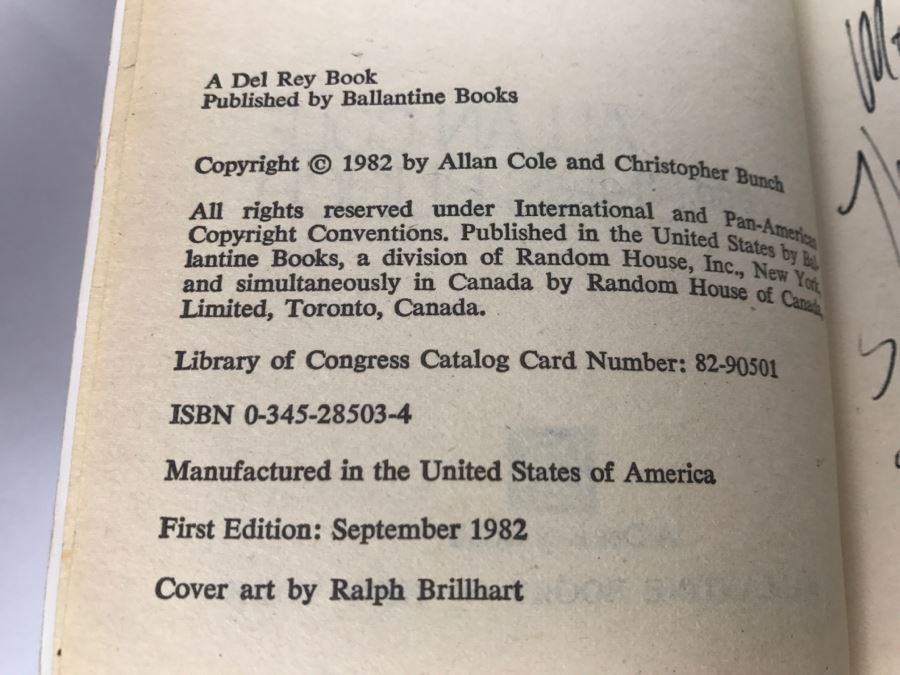 A Del Rey Book
Published by Ballantine Books
Copyright © 1982 by Allan Cole and Christopher Bunch
All rights reserved under International and Pan-American
Copyright Conventions. Published in the United States by Bal-
lantine Books, a division of Random House, Inc., New York,
and simultaneously in Canada by Random House of Canada,
Limited, Toronto, Canada.
Library of Congress Catalog Card Number: 82-90501
ISBN 0-345-28503-4
Manufactured in the United States of America
First Edition: September 1982
Cover art by Ralph Brillhart